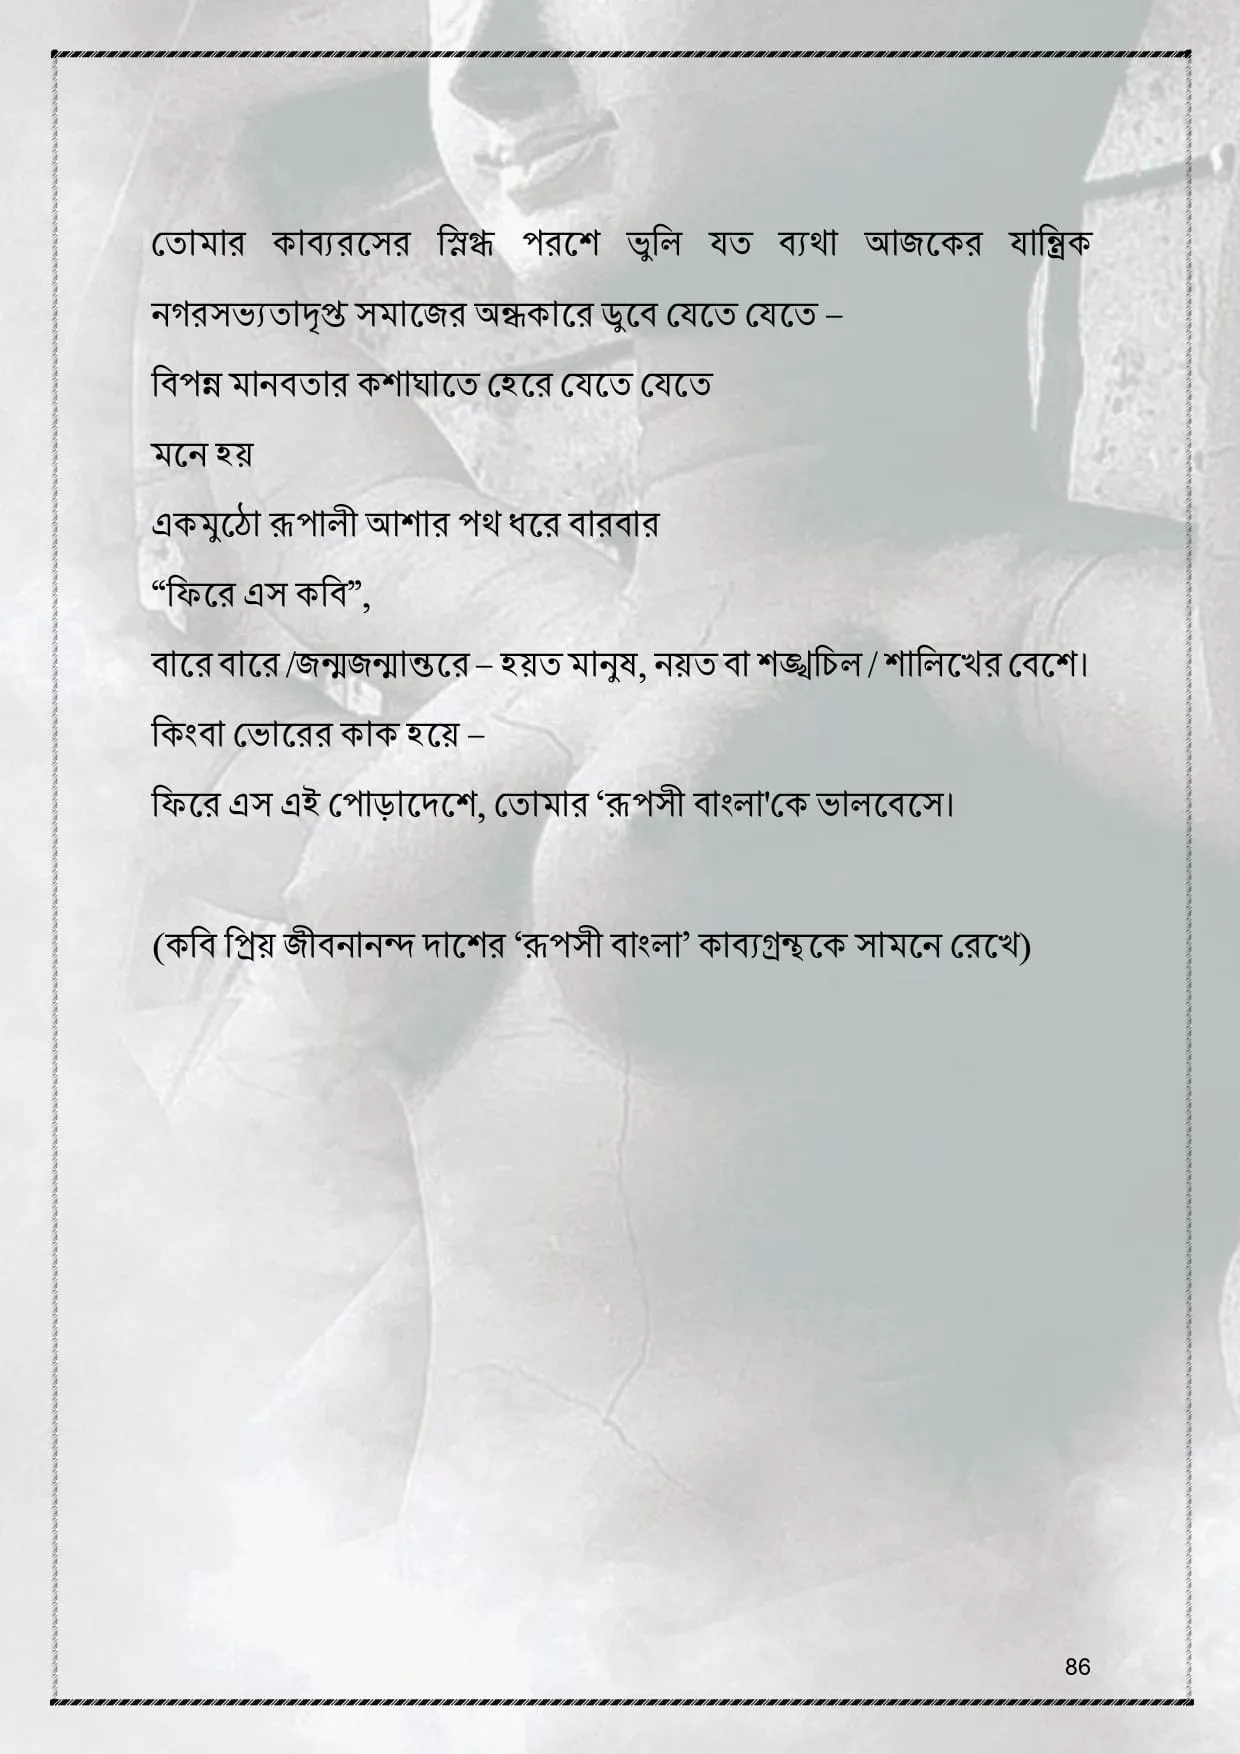 তোমার কাব্যরসের স্নিগ্ধ পরশে ভুলি যত ব্যথা আজকের যান্ত্রিক
নগরসভ্যতাদৃপ্ত সমাজের অন্ধকারে ডুবে যেতে যেতে –
বিপন্ন মানবতার কশাঘাতে হেরে যেতে যেতে
মনে হয়
একমুঠো রূপালী আশার পথ ধরে বারবার
“ফিরে এস কবি”,
বারে বারে /জন্মজন্মান্তরে – হয়ত মানুষ, নয়ত বা শঙ্খচিল / শালিখের বেশে।
কিংবা ভোরের কাক হয়ে –
ফিরে এস এই পোড়াদেশে, তোমার ‘রূপসী বাংলা'কে ভালবেসে।
(কবি প্রিয় জীবনানন্দ দাশের ‘রূপসী বাংলা’ কাব্যগ্রন্থকে সামনে রেখে)
86